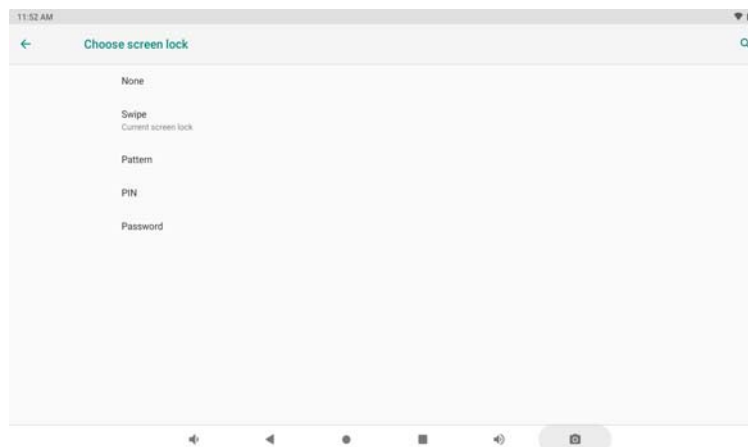 11:52 AM
Choose screen lock
None
Swipe
Current screen lock
Pattern
PIN
Password